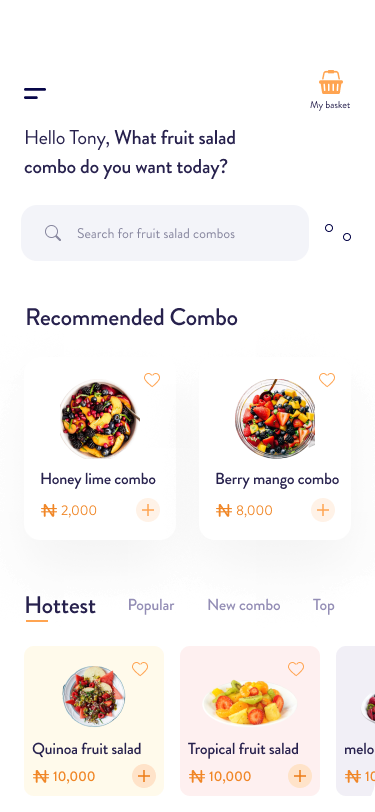 My basket
Hello Tony, What fruit salad
combo do you want today?
Search for fruit salad combos
Recommended Combo
Honey lime combo
Berry mango combo
₦ 2,000
₦ 8,000
Hottest
Popular
New combo
Top
Quinoa fruit salad
Tropical fruit salad
melo
₦ 10,000
₦ 10,000
₦ 10